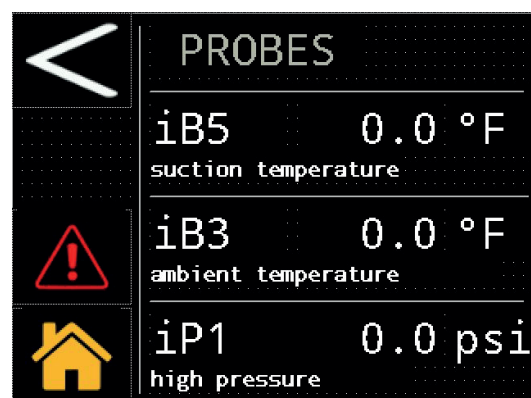 PROBES
iB5 0.0 °F
suction temperature
iB3 0.0 °F
ambient temperature
iP1 0.0 psi
high pressure